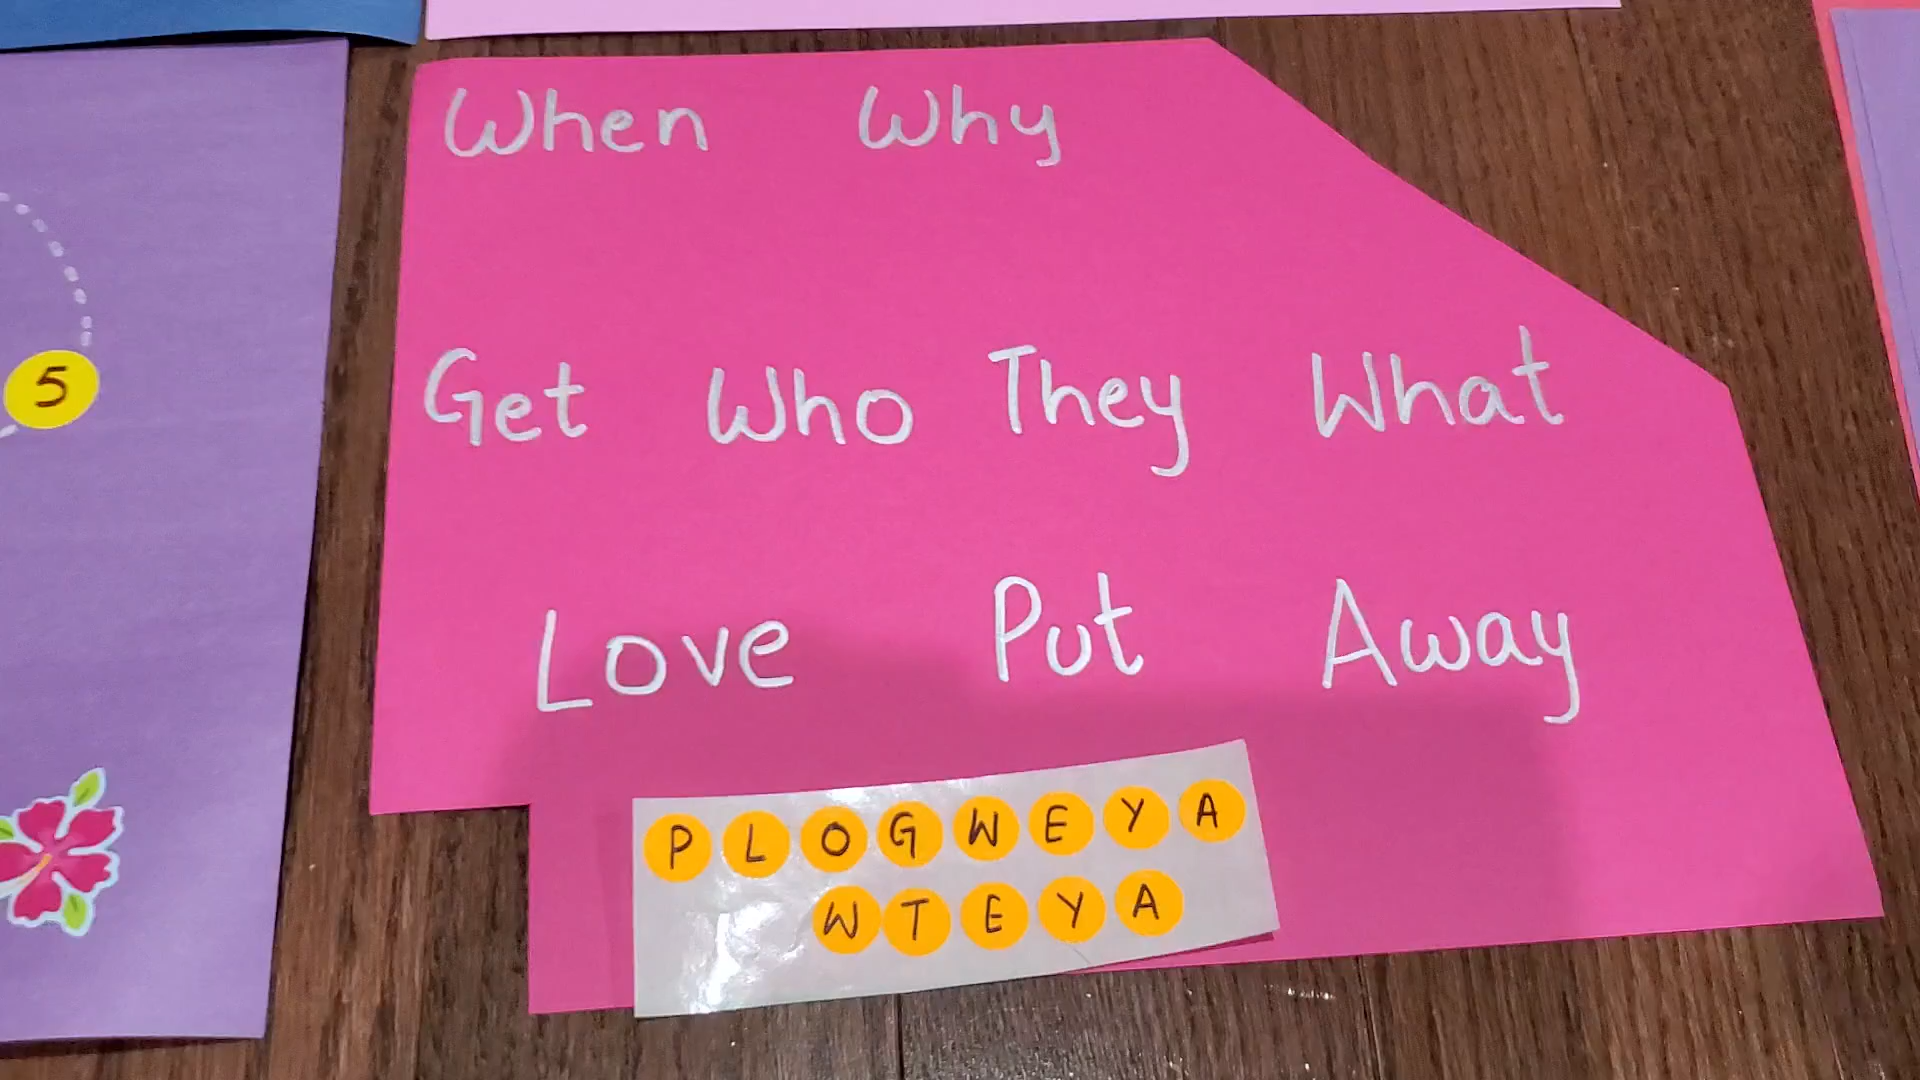 When Why
5
Get Who They What
Love Put Away
P L O G W E Y A
W T E Y A